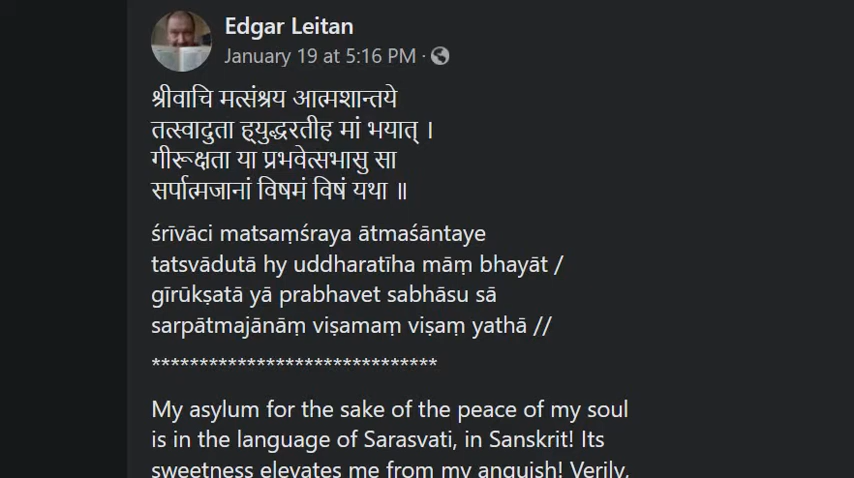 Edgar Leitan
January 19 at 5:16 PM ·
श्रीवाचि मत्संश्रय आत्मशान्तये
तत्स्वादुता ह्युद्धरतीह मां भयात् ।
गीरूक्षता या प्रभवेत्सभासु सा
सर्पात्मजानां विषमं विषं यथा ॥
śrīvāci matsaṃśraya ātmaśāntaye
tatsvādutā hy uddharatīha māṃ bhayāt /
gīrūkṣatā yā prabhavet sabhāsu sā
sarpātmajānāṃ viṣamaṃ viṣaṃ yathā //
******************************
My asylum for the sake of the peace of my soul
is in the language of Sarasvati, in Sanskrit! Its
sweetness elevates me from my anguish! Verily,